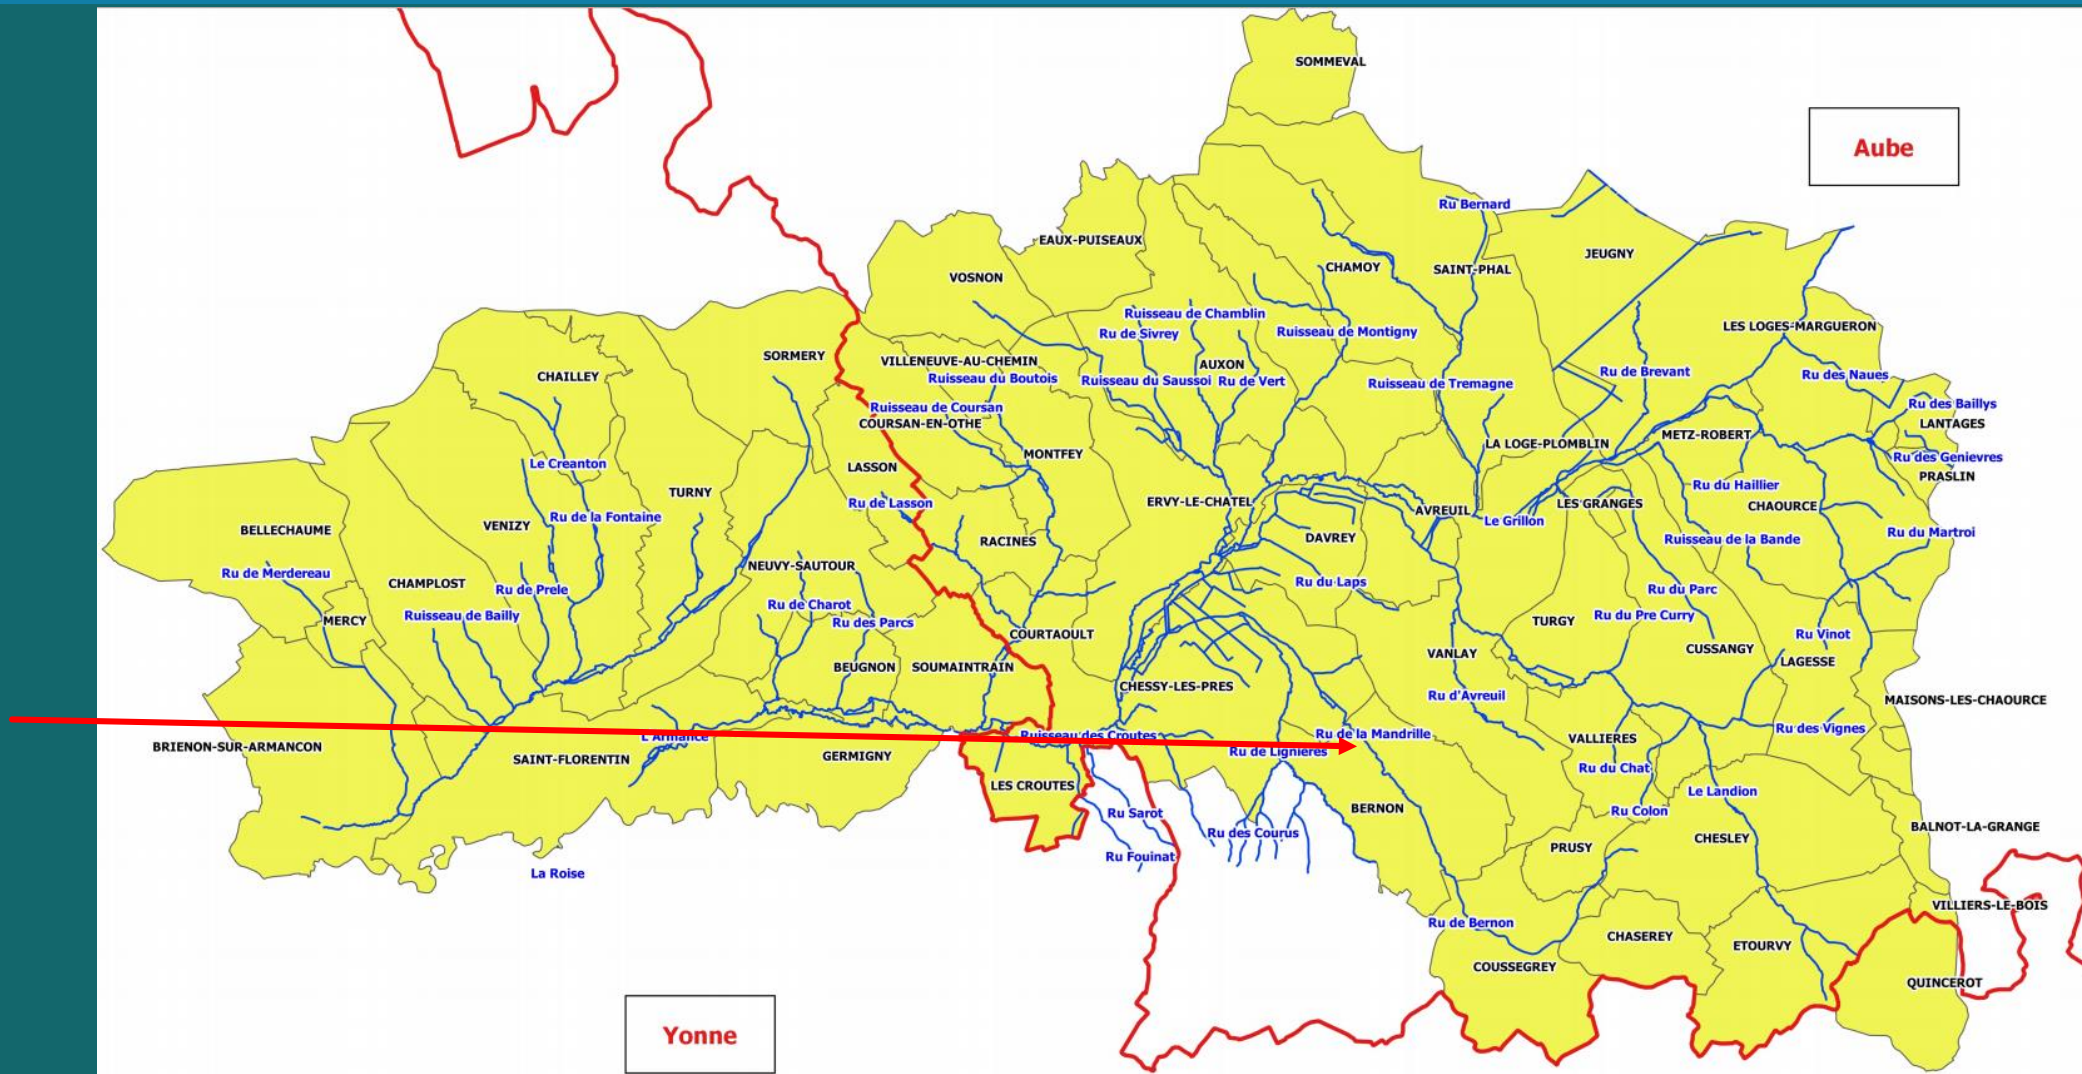 SOMMEVAL
Aube
Ru Bernard
EAUX-PUISEAUX
JEUGNY
CHAMOY
SAINT-PHAL
VOSNON
Ruisseau de Chamblin
LES LOGES-MARGUERON
Ru de Sivrey
Ruisseau de Montigny
SORMERY
VILLENEUVE-AU-CHEMIN
AUXON
Ru de Brevant
CHAILLEY
Ruisseau du Boutois
Ruisseau du Saussoi
Ru de Vert
Ruisseau de Tremagne
Ru des Naues
Ruisseau de Coursan
Ru des Baillys
COURSAN-EN-OTHE
LANTAGES
METZ-ROBERT
LA LOGE-PLOMBLIN
MONTFEY
Ru des Genievres
Le Creanton
LASSON
PRASLIN
Ru du Haillier
TURNY
Ru de Lasson
ERVY-LE-CHATEL
LES GRANGES
CHAOURCE
AVREUIL
Ru de la Fontaine
Le Grillon
VENIZY
BELLECHAUME
Ru du Martroi
DAVREY
RACINES
Ruisseau de la Bande
NEUVY-SAUTOUR
Ru de Merdereau
CHAMPLOST
Ru du Laps
Ru de Prele
Ru du Parc
Ru de Charot
Ruisseau de Bailly
Ru du Pre Curry
MERCY
Ru des Parcs
TURGY
COURTAOULT
Ru Vinot
CUSSANGY
VANLAY
LAGESSE
BEUGNON
SOUMAINTRAIN
CHESSY-LES-PRES
Ru d'Avreuil
MAISONS-LES-CHAOURCE
Ru des Vignes
L'Armance
Ruisseau des Croutes
Ru de la Mandrille
VALLIERES
BRIENON-SUR-ARMANCON
Ru de Lignieres
GERMIGNY
SAINT-FLORENTIN
Ru du Chat
LES CROUTES
Le Landion
BERNON
Ru Colon
Ru Sarot
BALNOT-LA-GRANGE
Ru des Courus
CHESLEY
PRUSY
Ru Fouinat
La Roise
VILLIERS-LE-BOIS
Ru de Bernon
CHASEREY
ETOURVY
COUSSEGREY
QUINCEROT
Yonne